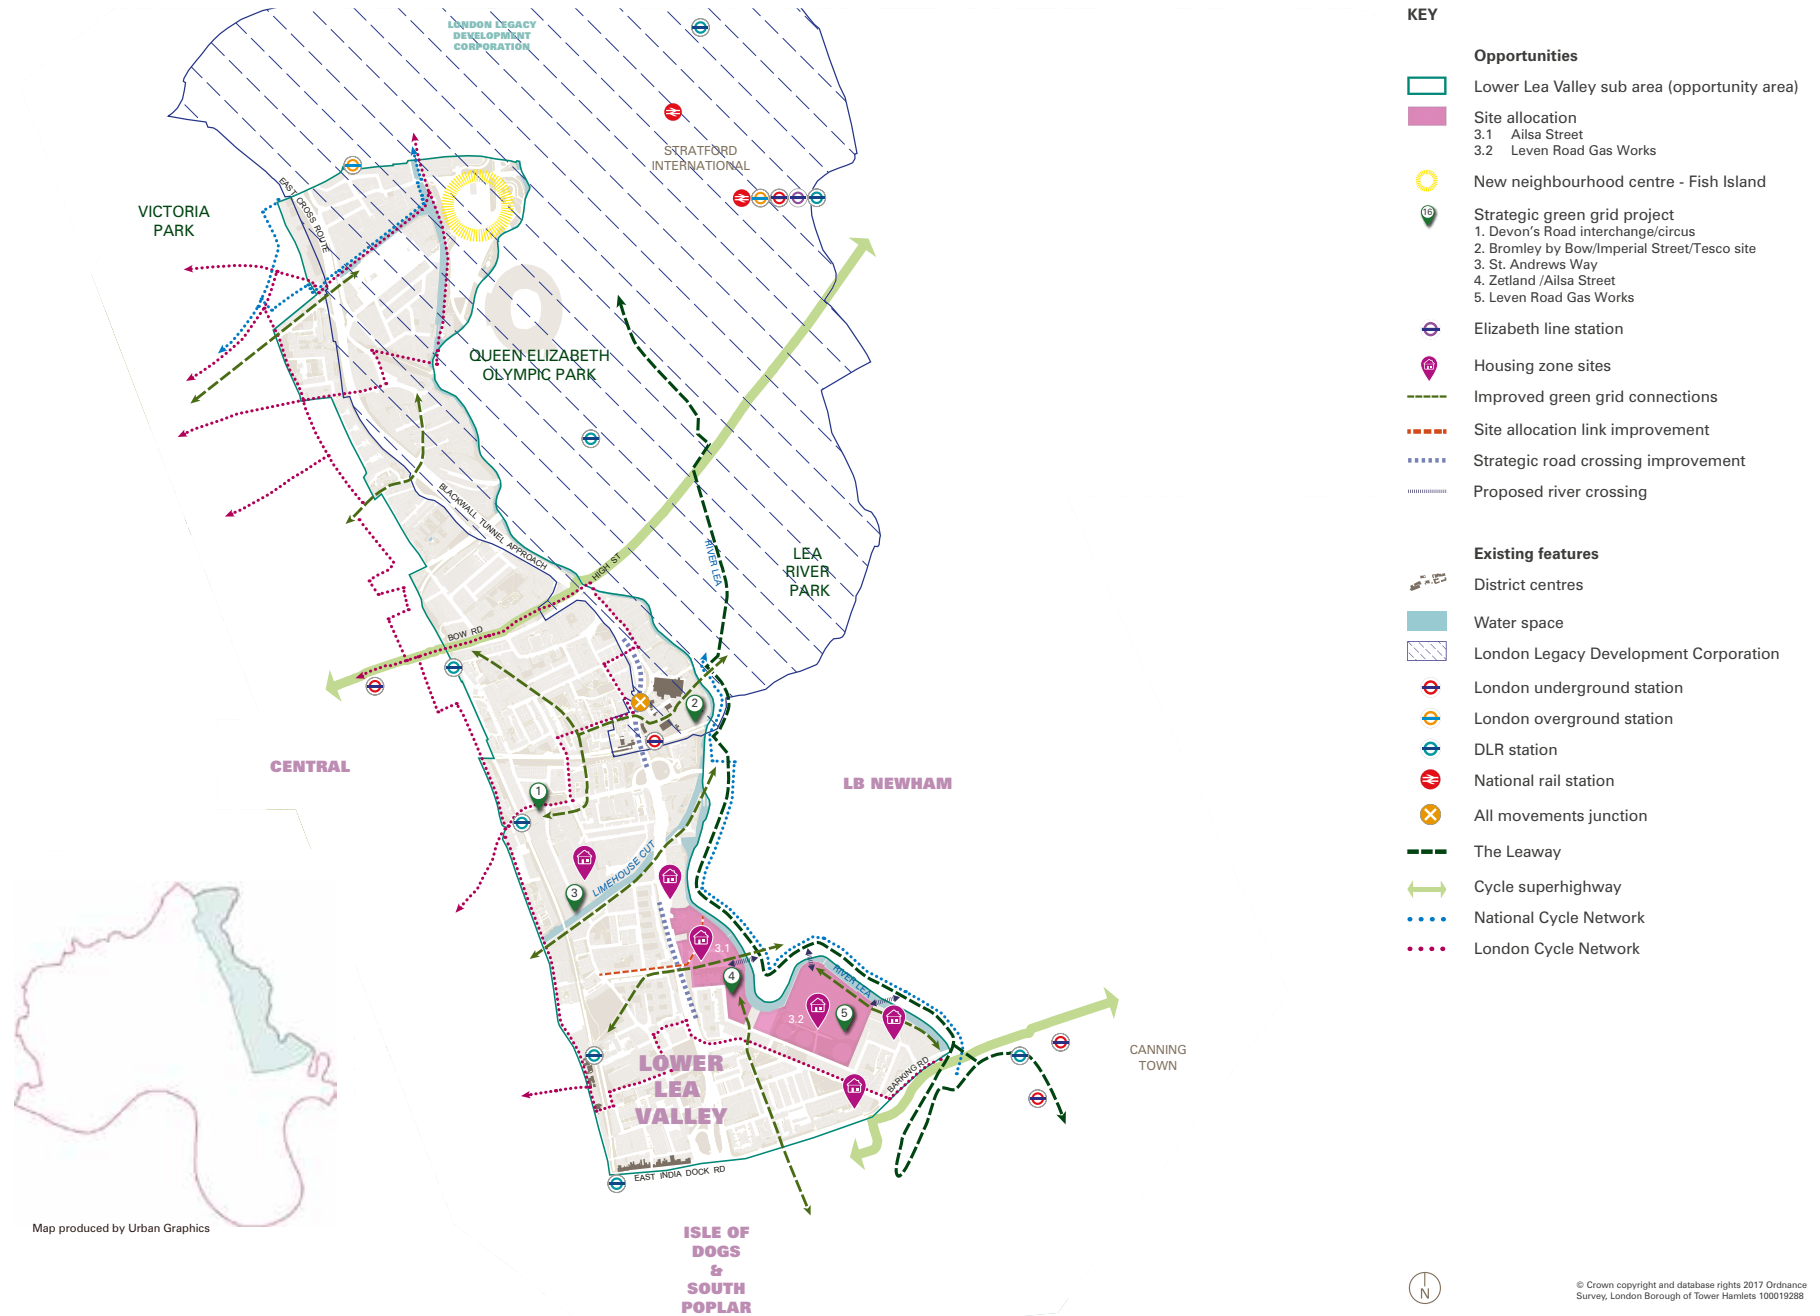 LONDON LEGACY
DEVELOPMENT
CORPORATION
STRATFORD
INTERNATIONAL
VICTORIA
PARK
EAST CROSS ROUTE
QUEEN ELIZABETH
OLYMPIC PARK
BLACKWALL TUNNEL APPROACH
HIGH ST
RIVER LEA
LEA
RIVER
PARK
BOW RD
2
CENTRAL
LB NEWHAM
1
LIMEHOUSE CUT
3
3.1
4
RIVER LEA
3.2
5
LOWER
LEA
VALLEY
BARKING RD
CANNING
TOWN
EAST INDIA DOCK RD
ISLE OF
DOGS
&
SOUTH
POPLAR
Map produced by Urban Graphics
KEY
Opportunities
Lower Lea Valley sub area (opportunity area)
Site allocation
3.1 Ailsa Street
3.2 Leven Road Gas Works
New neighbourhood centre - Fish Island
16
Strategic green grid project
1. Devon's Road interchange/circus
2. Bromley by Bow/Imperial Street/Tesco site
3. St. Andrews Way
4. Zetland /Ailsa Street
5. Leven Road Gas Works
Elizabeth line station
Housing zone sites
Improved green grid connections
Site allocation link improvement
Strategic road crossing improvement
Proposed river crossing
Existing features
District centres
Water space
London Legacy Development Corporation
London underground station
London overground station
DLR station
National rail station
All movements junction
The Leaway
Cycle superhighway
National Cycle Network
London Cycle Network
N
© Crown copyright and database rights 2017 Ordnance
Survey, London Borough of Tower Hamlets 100019288